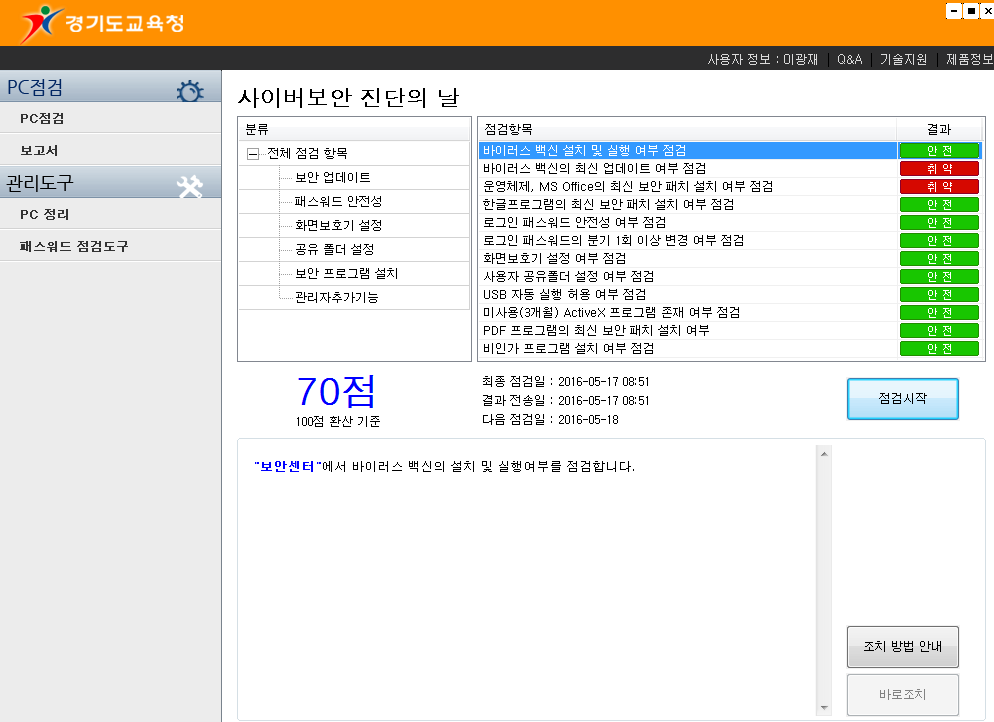 경기도교육청
사용자 정보 : 이광재 | Q&A | 기술지원 | 제품정보
PC점검
PC점검
보고서
관리도구
PC 정리
패스워드 점검도구
사이버보안 진단의 날
분류
전체 점검 항목
보안 업데이트
패스워드 안전성
화면보호기 설정
공유 폴더 설정
보안 프로그램 설치
관리자추가기능
점검항목 결과
바이러스 백신 설치 및 실행 여부 점검 안 전
바이러스 백신의 최신 업데이트 여부 점검 취 약
운영체제, MS Office의 최신 보안 패치 설치 여부 점검 취 약
한글프로그램의 최신 보안 패치 설치 여부 점검 안 전
로그인 패스워드 안전성 여부 점검 안 전
로그인 패스워드의 분기 1회 이상 변경 여부 점검 안 전
화면보호기 설정 여부 점검 안 전
사용자 공유폴더 설정 여부 점검 안 전
USB 자동 실행 허용 여부 점검 안 전
미사용(3개월) ActiveX 프로그램 존재 여부 점검 안 전
PDF 프로그램의 최신 보안 패치 설치 여부 안 전
비인가 프로그램 설치 여부 점검 안 전
70점
100점 환산 기준
최종 점검일 : 2016-05-17 08:51
결과 전송일 : 2016-05-17 08:51
다음 점검일 : 2016-05-18
점검시작
"보안센터"에서 바이러스 백신의 설치 및 실행여부를 점검합니다.
조치 방법 안내
바로조치